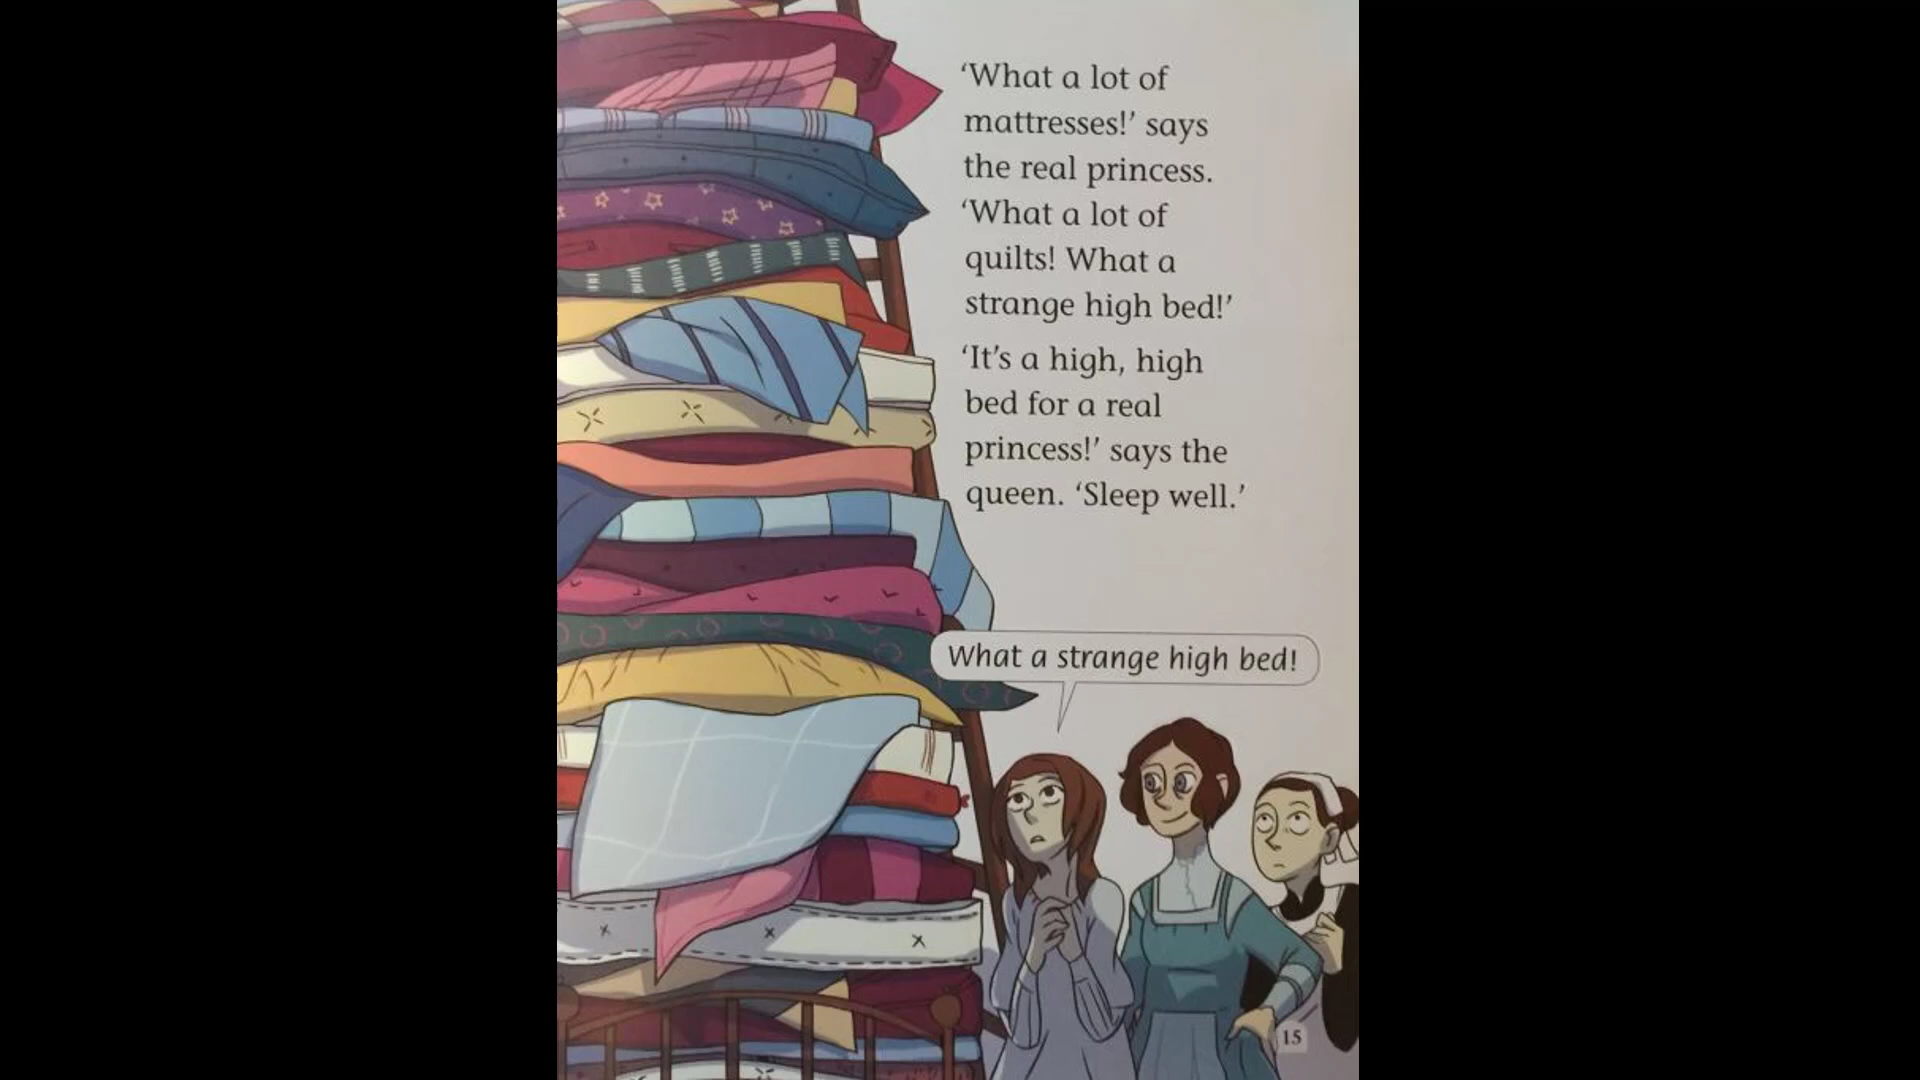 ‘What a lot of
mattresses!’ says
the real princess.
‘What a lot of
quilts! What a
strange high bed!’
‘It’s a high, high
bed for a real
princess!’ says the
queen. ‘Sleep well.’
What a strange high bed!
15